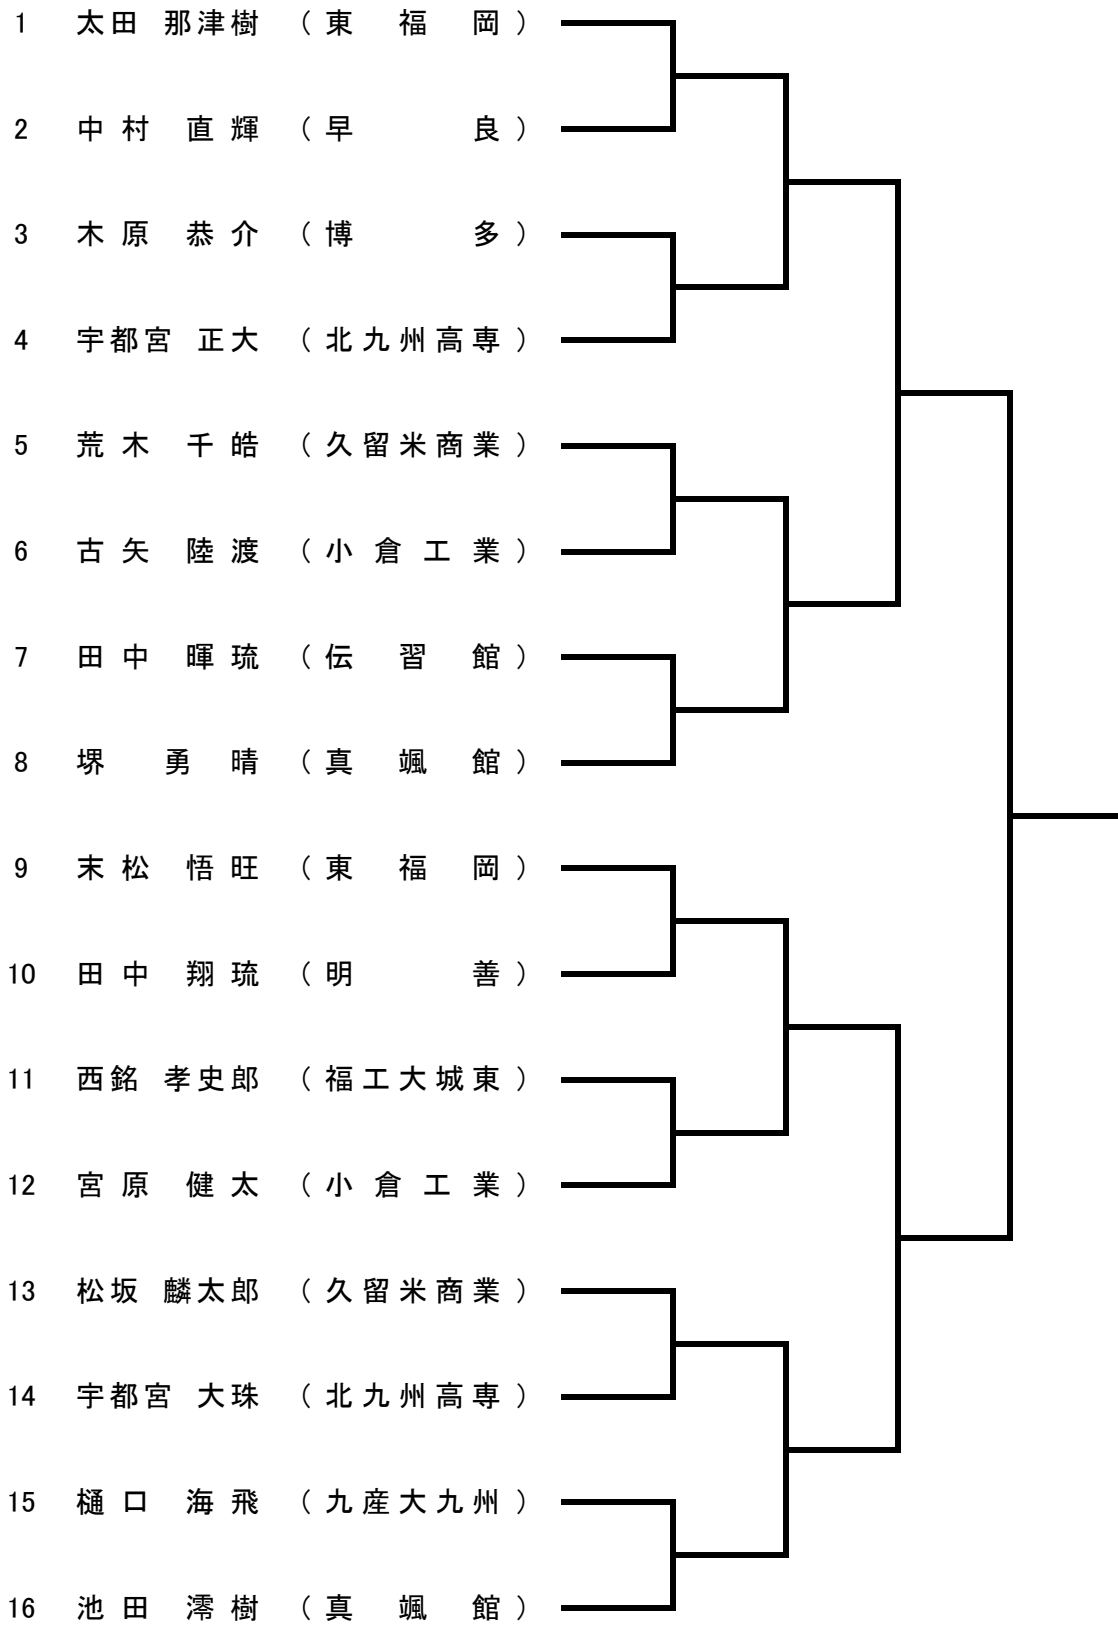 1 太田 那津樹 （東福岡）
2 中村 直輝 （早良）
3 木原 恭介 （博多）
4 宇都宮 正大 （北九州高専）
5 荒木 千皓 （久留米商業）
6 古矢 陸渡 （小倉工業）
7 田中 暉琉 （伝習館）
8 堺 勇晴 （真颯館）
9 末松 悟旺 （東福岡）
10 田中 翔琉 （明善）
11 西銘 孝史郎 （福工大城東）
12 宮原 健太 （小倉工業）
13 松坂 麟太郎 （久留米商業）
14 宇都宮 大珠 （北九州高専）
15 樋口 海飛 （九産大九州）
16 池田 澪樹 （真颯館）